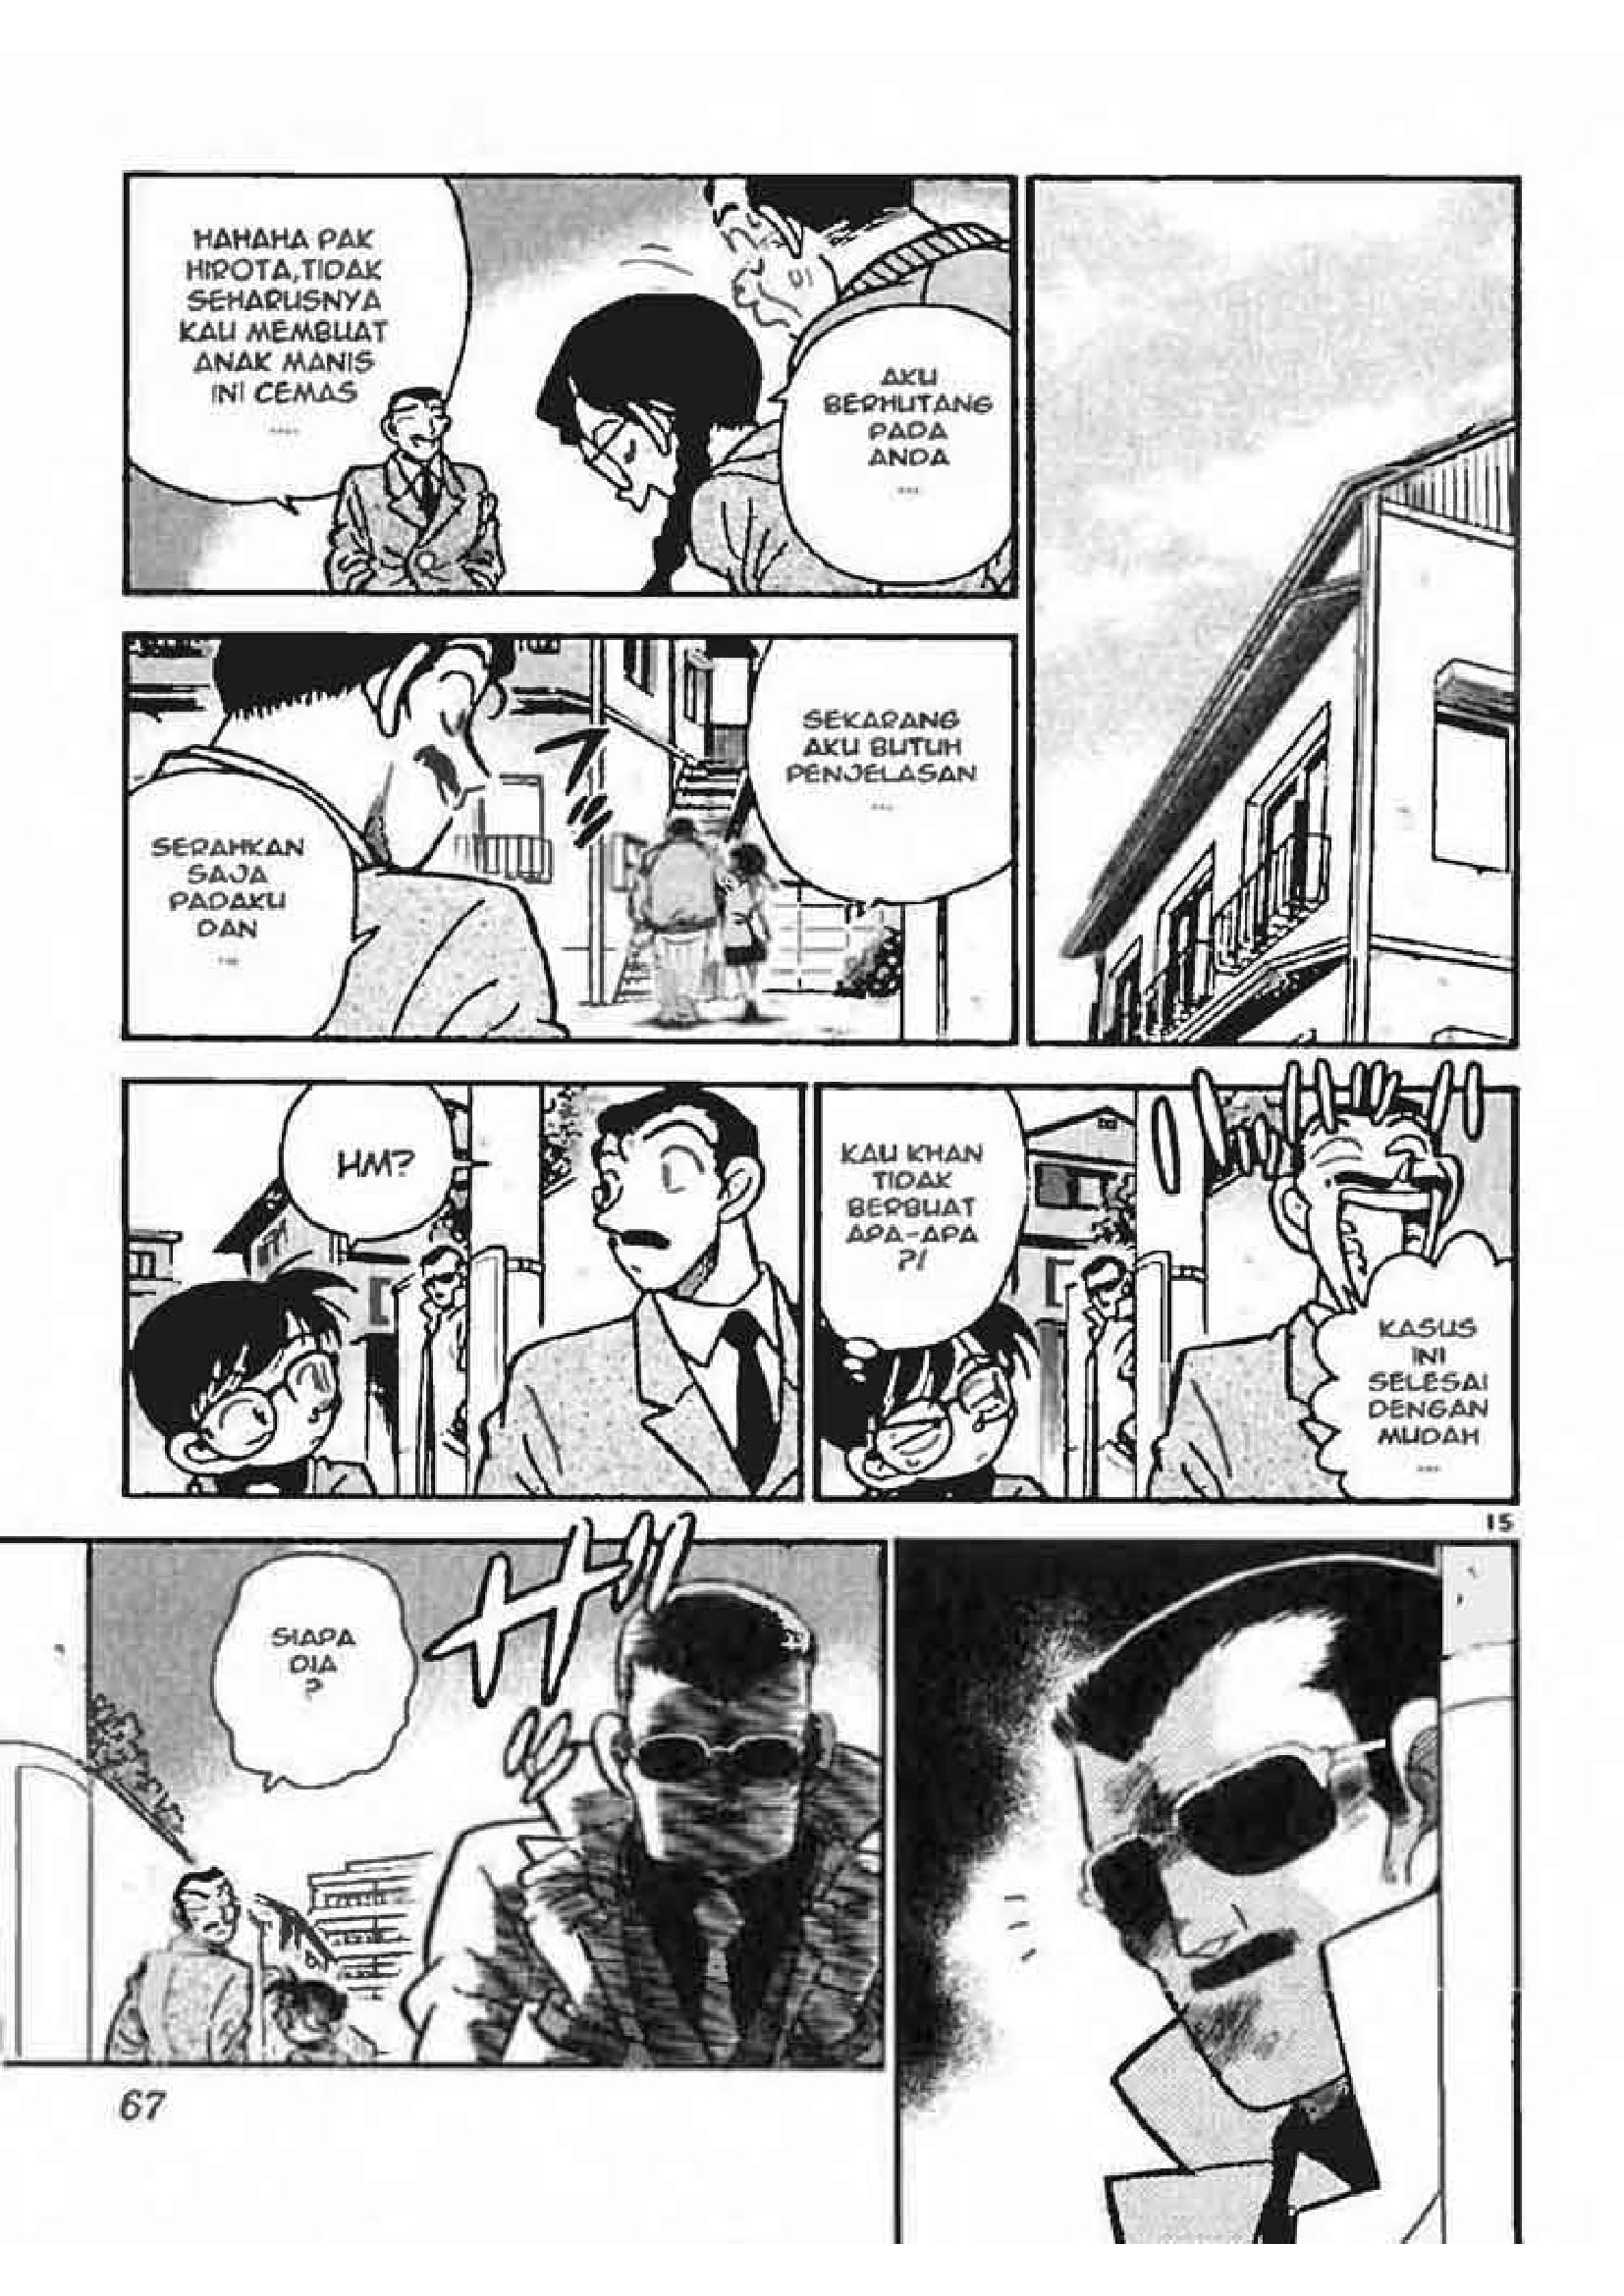 AKU
BERHUTANG
PADA
ANDA
...
HAHAHA PAK
HIROTA,TIDAK
SEHARUSNYA
KAU MEMBUAT
ANAK MANIS
INI CEMAS
....
SEKARANG
AKU BUTUH
PENJELASAN
...
SERAHKAN
SAJA
PADAKU
DAN
...
KASUS
INI
SELESAI
DENGAN
MUDAH
...
KAU KHAN
TIDAK
BERBUAT
APA-APA
?!
HM?
15
SIAPA
DIA
?
ザッ
67